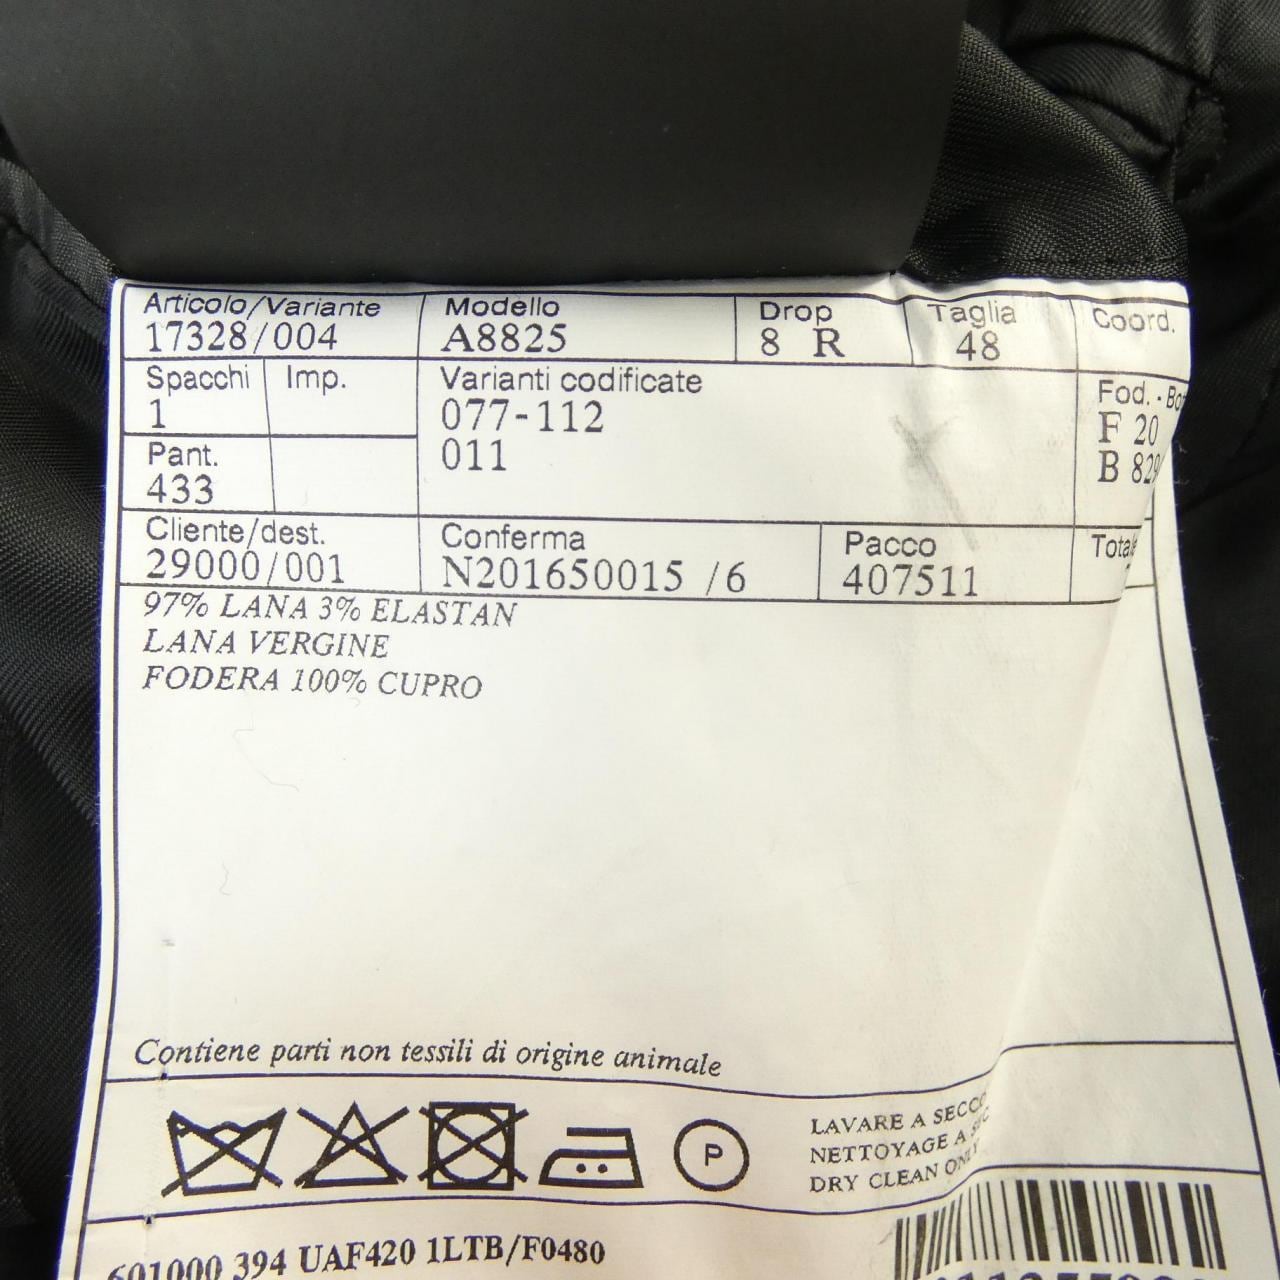 Articolo/Variante Modello Drop Taglia Coord.
17328/004 A8825 8 R 48
Spacchi Imp. Varianti codificate Fod. -
1 077-112 F 20
011 B
Pant.
433
Cliente/dest. Conferma Pacco
29000/001 N201650015 /6 407511
97% LANA 3% ELASTAN
LANA VERGINE
FODERA 100% CUPRO
Contiene parti non tessili di origine animale
P
LAVARE A SECCO
NETTOYAGE A
DRY CLEAN ONLY
601000 394 UAF420 1LTB/F0480